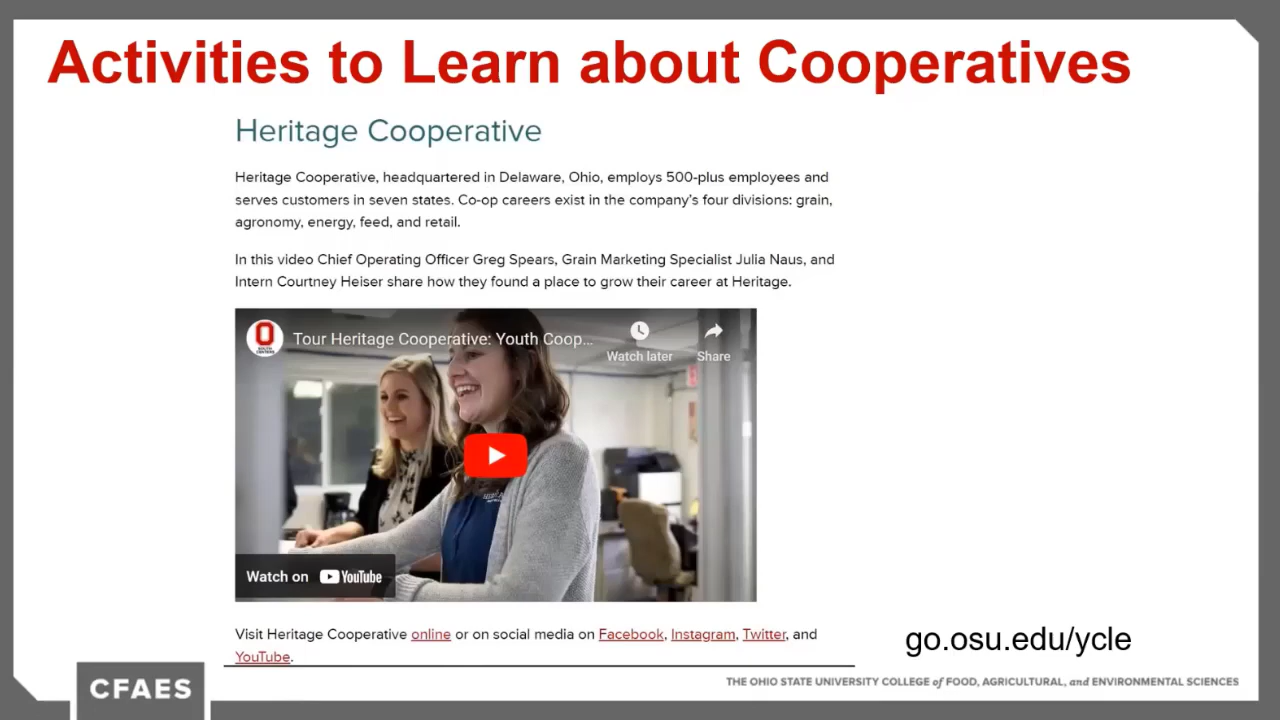 Activities to Learn about Cooperatives
Heritage Cooperative
Heritage Cooperative, headquartered in Delaware, Ohio, employs 500-plus employees and
serves customers in seven states. Co-op careers exist in the company's four divisions: grain,
agronomy, energy, feed, and retail.
In this video Chief Operating Officer Greg Spears, Grain Marketing Specialist Julia Naus, and
Intern Courtney Heiser share how they found a place to grow their career at Heritage.
Tour Heritage Cooperative: Youth Coop...
Watch later
Share
Watch on YouTube
Visit Heritage Cooperative online or on social media on Facebook, Instagram, Twitter, and
YouTube.
go.osu.edu/ycle
CFAES
THE OHIO STATE UNIVERSITY COLLEGE of FOOD, AGRICULTURAL, and ENVIRONMENTAL SCIENCES